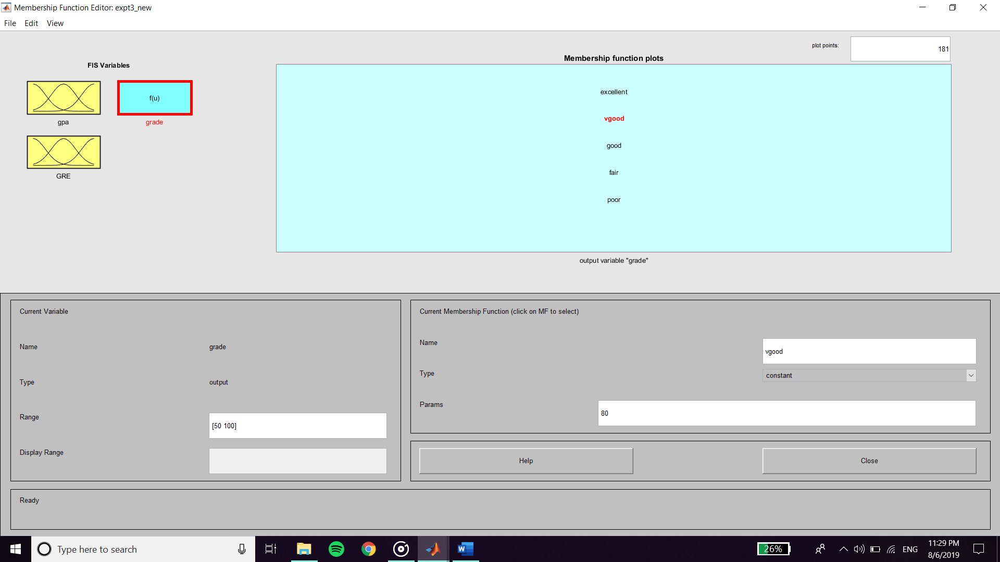 Membership Function Editor: expt3_new
File Edit View
plot points:
181
FIS Variables
Membership function plots
f(u)
gpa
grade
GRE
excellent
vgood
good
fair
poor
output variable "grade"
Current Variable
Name
grade
Type
output
Range
[50 100]
Display Range
Current Membership Function (click on MF to select)
Name
vgood
Type
constant
Params
80
Help
Close
Ready
Type here to search
26%
ENG
11:29 PM
8/6/2019